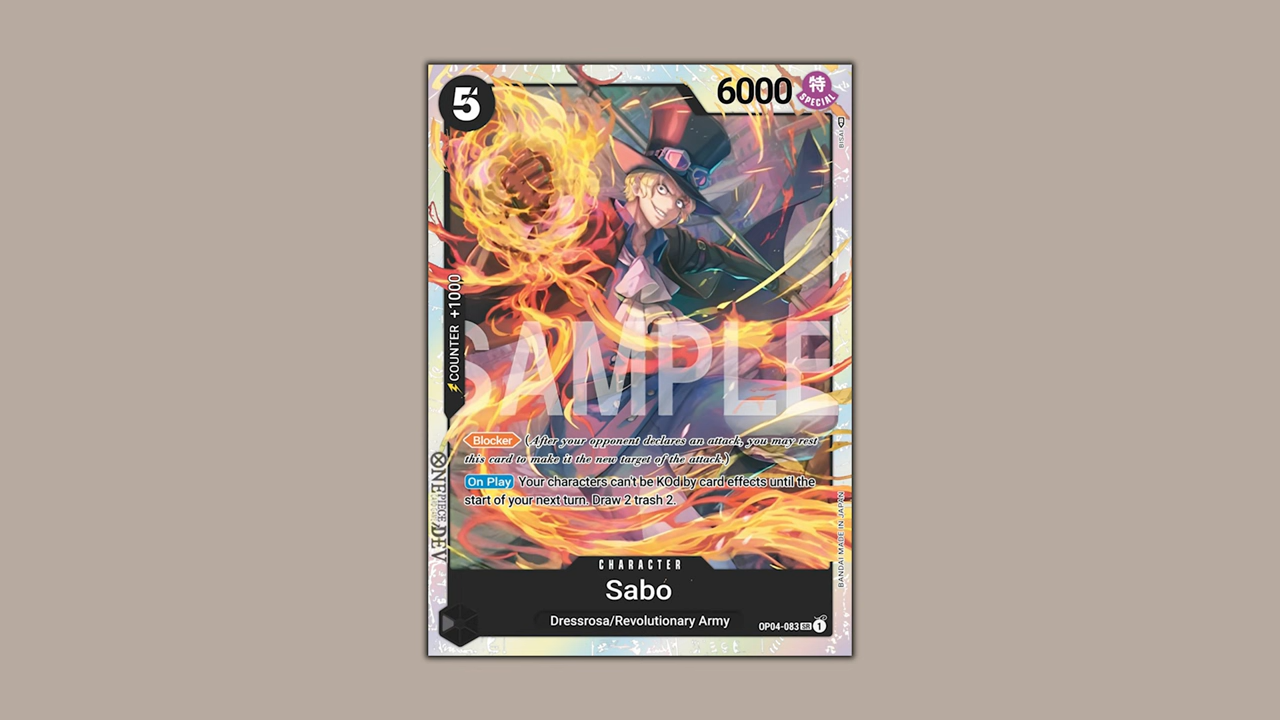 5
6000
特
SPECIAL
BISAI
COUNTER +1000
SAMPLE
Blocker (After your opponent declares an attack, you may rest
this card to make it the new target of the attack.)
On Play Your characters can't be KOd by card effects until the
start of your next turn. Draw 2 trash 2.
ONE PIECE
DEV
BANDAI MADE IN JAPAN
CHARACTER
Sabo
Dressrosa/Revolutionary Army
OP04-083 SR 1